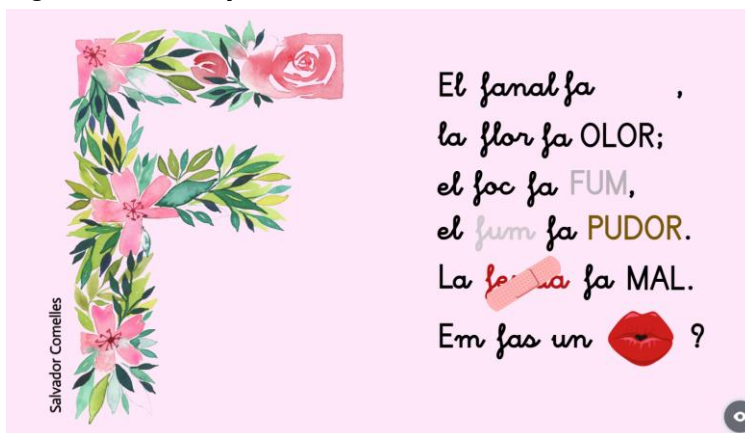 Salvador Comelles
El fanal fa ,
la flor fa OLOR;
el foc fa FUM,
el fum fa PUDOR.
La fa MAL.
Em fas un ?